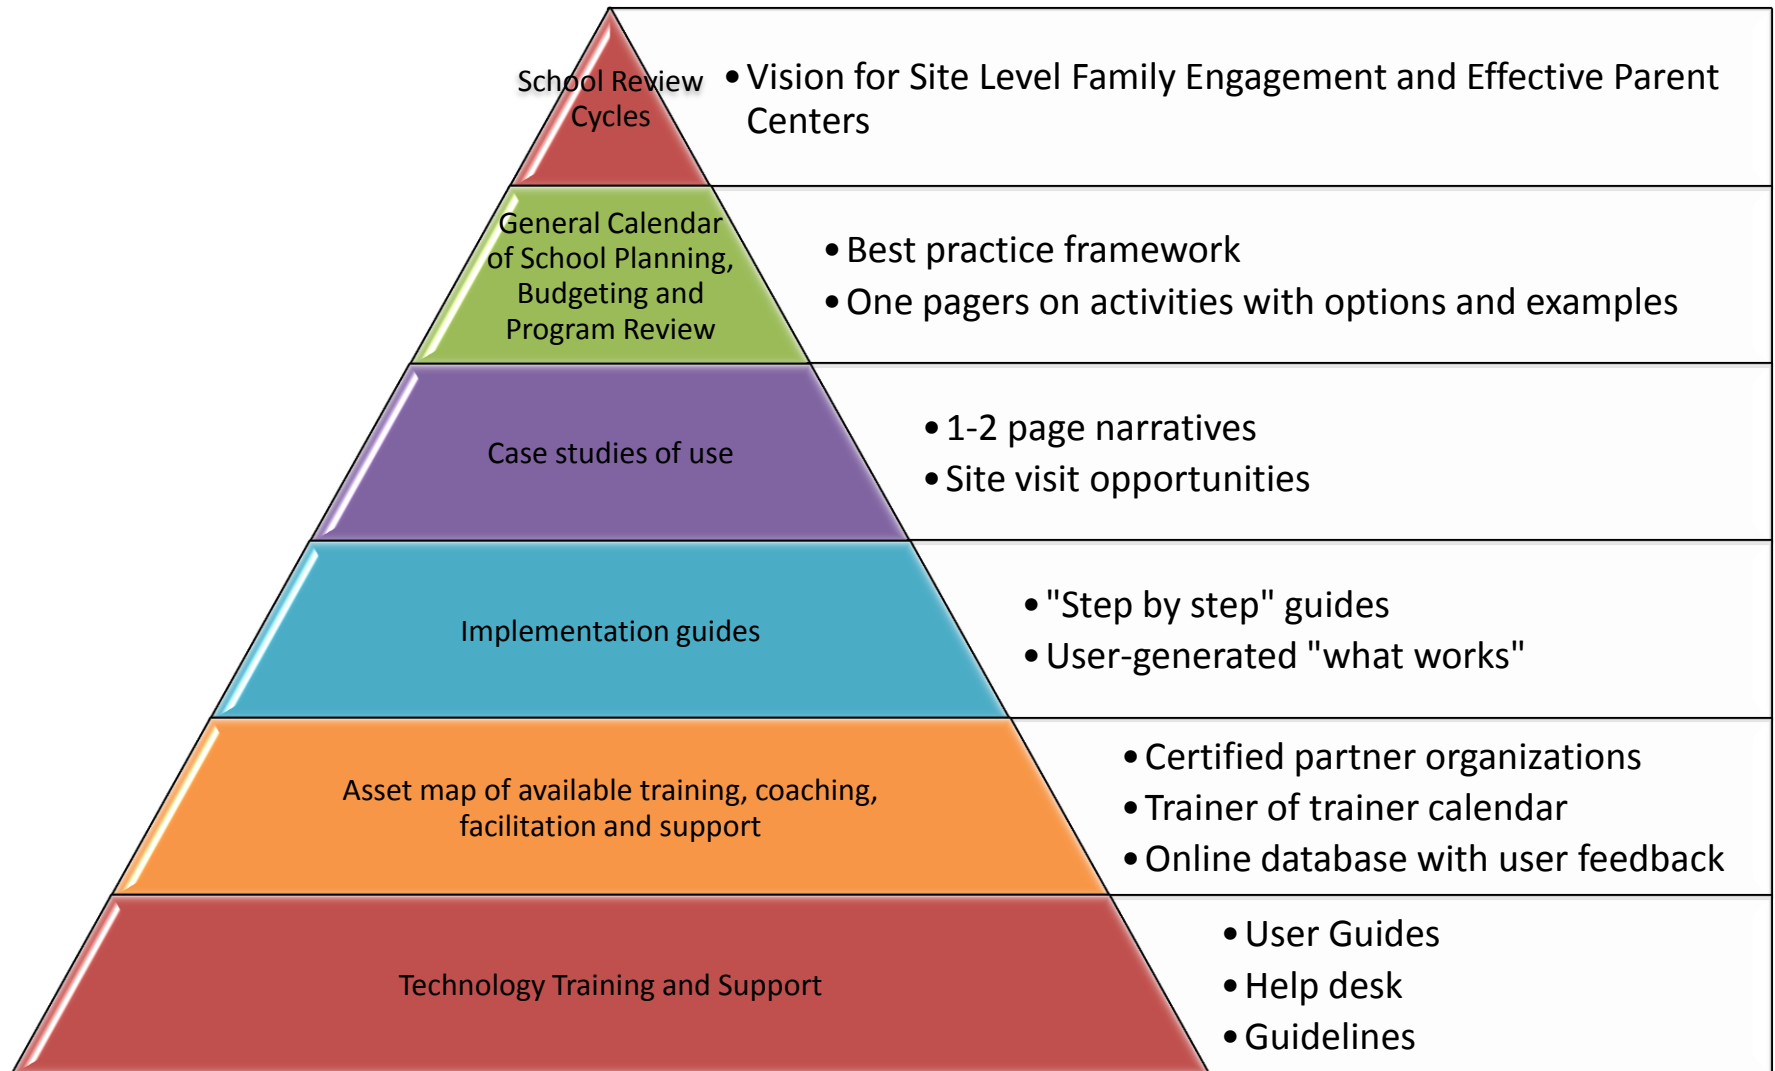 School Review
Cycles
• Vision for Site Level Family Engagement and Effective Parent
Centers
General Calendar
of School Planning,
Budgeting and
Program Review
• Best practice framework
• One pagers on activities with options and examples
Case studies of use
• 1-2 page narratives
• Site visit opportunities
Implementation guides
• "Step by step" guides
• User-generated "what works"
Asset map of available training, coaching,
facilitation and support
• Certified partner organizations
• Trainer of trainer calendar
• Online database with user feedback
Technology Training and Support
• User Guides
• Help desk
• Guidelines